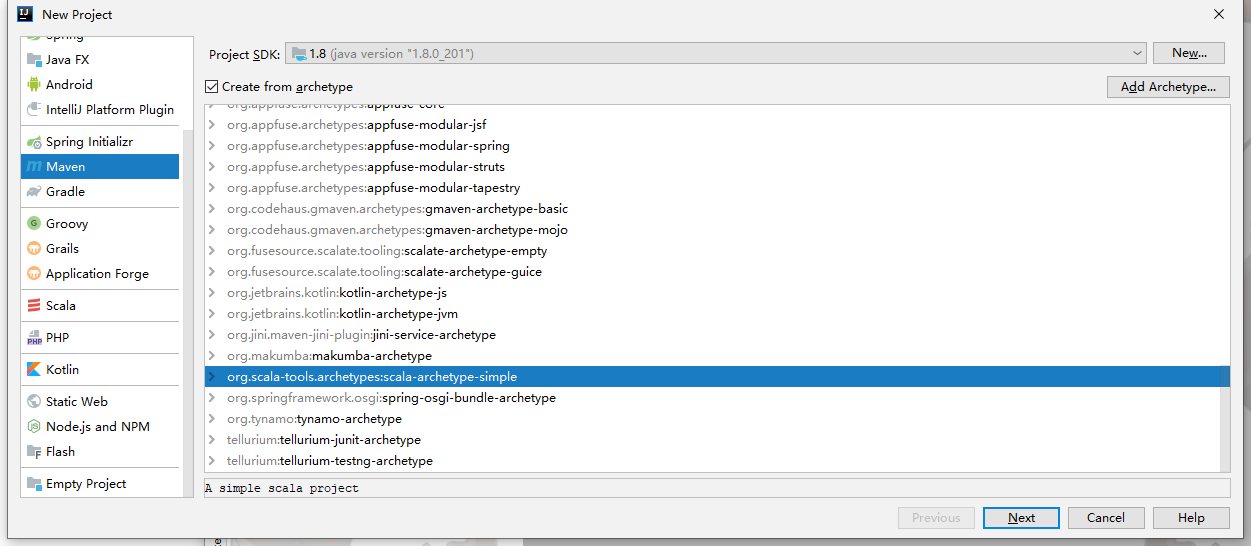 New Project
Spring
Java FX
Android
IntelliJ Platform Plugin
Spring Initializr
Maven
Gradle
Groovy
Grails
Application Forge
Scala
PHP
Kotlin
Static Web
Node.js and NPM
Flash
Empty Project
Project SDK: 1.8 (java version "1.8.0_201") New...
Create from archetype Add Archetype...
org.appfuse.archetypes:appfuse-core
org.appfuse.archetypes:appfuse-modular-jsf
org.appfuse.archetypes:appfuse-modular-spring
org.appfuse.archetypes:appfuse-modular-struts
org.appfuse.archetypes:appfuse-modular-tapestry
org.codehaus.gmaven.archetypes:gmaven-archetype-basic
org.codehaus.gmaven.archetypes:gmaven-archetype-mojo
org.fusesource.scalate.tooling:scalate-archetype-empty
org.fusesource.scalate.tooling:scalate-archetype-guice
org.jetbrains.kotlin:kotlin-archetype-js
org.jetbrains.kotlin:kotlin-archetype-jvm
org.jini.maven-jini-plugin:jini-service-archetype
org.makumba:makumba-archetype
org.scala-tools.archetypes:scala-archetype-simple
org.springframework.osgi:spring-osgi-bundle-archetype
org.tynamo:tynamo-archetype
tellurium:tellurium-junit-archetype
tellurium:tellurium-testng-archetype
A simple scala project
Previous Next Cancel Help